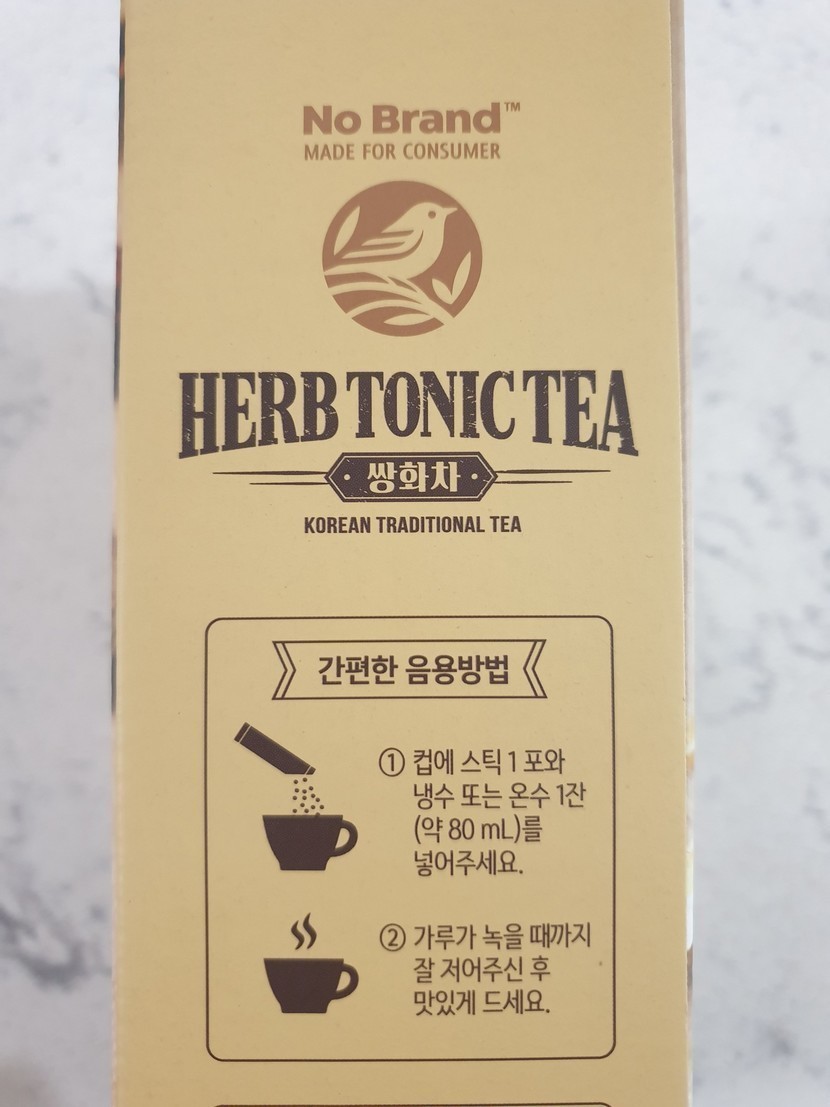 No Brand™
MADE FOR CONSUMER
HERB TONIC TEA
· 쌍화차 ·
KOREAN TRADITIONAL TEA
간편한 음용방법
① 컵에 스틱 1 포와
냉수 또는 온수 1잔
(약 80 mL)를
넣어주세요.
② 가루가 녹을 때까지
잘 저어주신 후
맛있게 드세요.